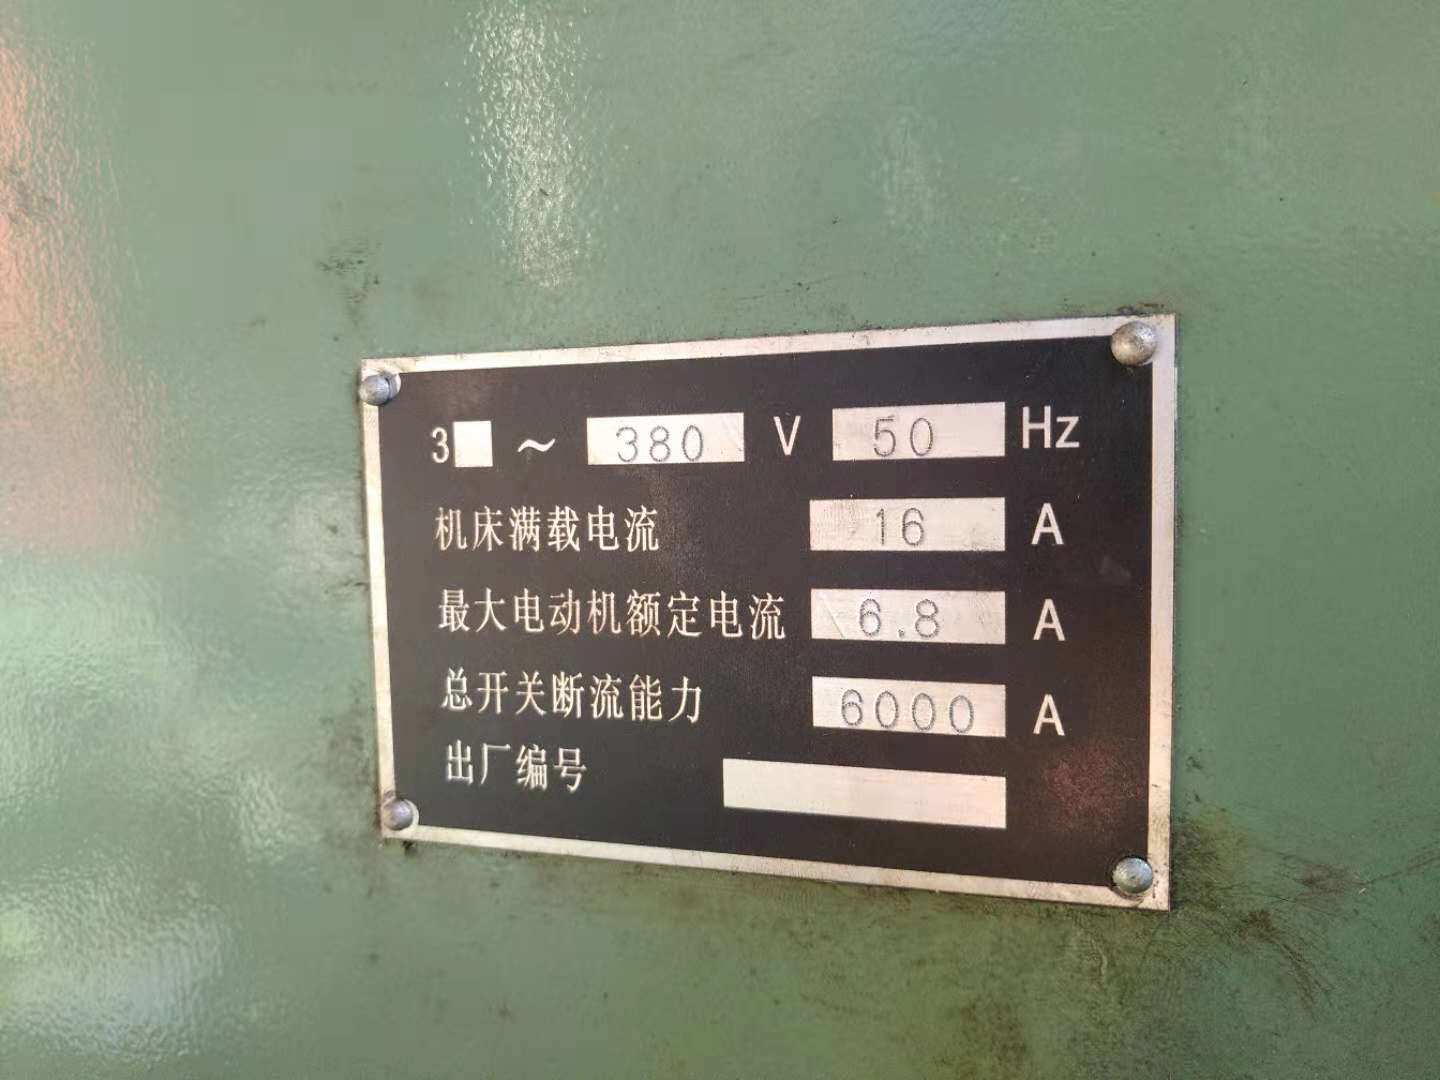 3 ~ 380 V 50 Hz
机床满载电流 16 A
最大电动机额定电流 6.8 A
总开关断流能力 6000 A
出厂编号